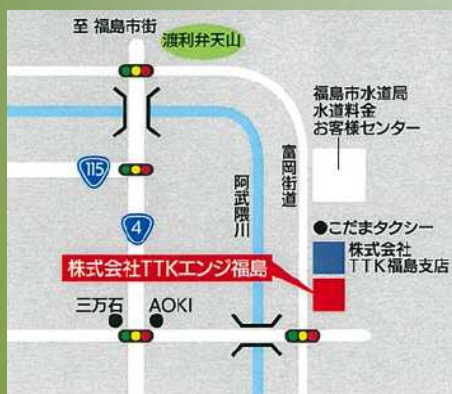 至 福島市街
渡利弁天山
福島市水道局
水道料金
お客様センター
115
富岡街道
阿武隈川
4
●こだまタクシー
株式会社
TTK福島支店
株式会社TTKエンジ福島
三万石
AOKI